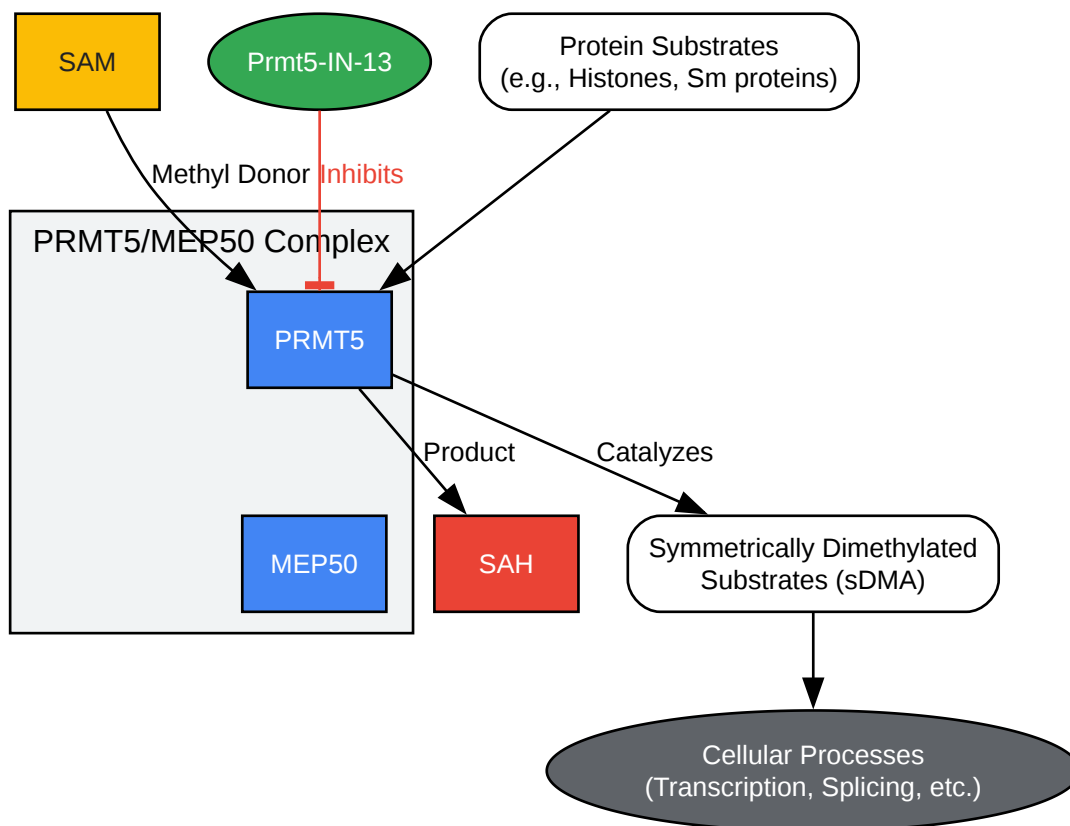 SAM
Prmt5-IN-13
Protein Substrates
(e.g., Histones, Sm proteins)
Methyl Donor
Inhibits
PRMT5/MEP50 Complex
PRMT5
Product
Catalyzes
MEP50
SAH
Symmetrically Dimethylated
Substrates (sDMA)
Cellular Processes
(Transcription, Splicing, etc.)